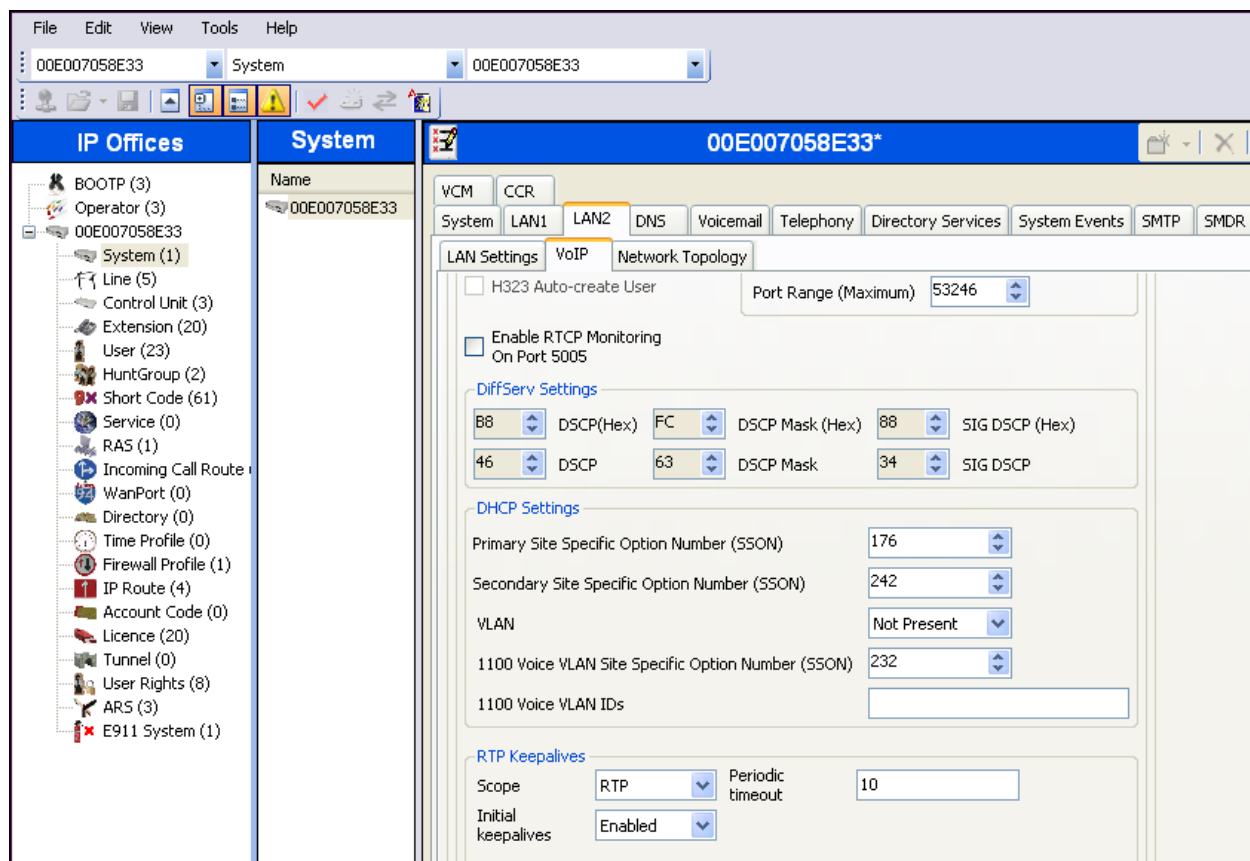 File Edit View Tools Help
00E007058E33 System 00E007058E33
IP Offices
BOOTP (3)
Operator (3)
00E007058E33
System (1)
Line (5)
Control Unit (3)
Extension (20)
User (23)
HuntGroup (2)
Short Code (61)
Service (0)
RAS (1)
Incoming Call Route
WanPort (0)
Directory (0)
Time Profile (0)
Firewall Profile (1)
IP Route (4)
Account Code (0)
Licence (20)
Tunnel (0)
User Rights (8)
ARS (3)
E911 System (1)
System
Name
00E007058E33
00E007058E33*
VCM CCR
System LAN1 LAN2 DNS Voicemail Telephony Directory Services System Events SMTP SMDR
LAN Settings VoIP Network Topology
H323 Auto-create User Port Range (Maximum) 53246
Enable RTCP Monitoring
On Port 5005
DiffServ Settings
B8 DSCP(Hex) FC DSCP Mask (Hex) 88 SIG DSCP (Hex)
46 DSCP 63 DSCP Mask 34 SIG DSCP
DHCP Settings
Primary Site Specific Option Number (SSON) 176
Secondary Site Specific Option Number (SSON) 242
VLAN Not Present
1100 Voice VLAN Site Specific Option Number (SSON) 232
1100 Voice VLAN IDs
RTP Keepalives
Scope RTP Periodic timeout 10
Initial keepalives Enabled